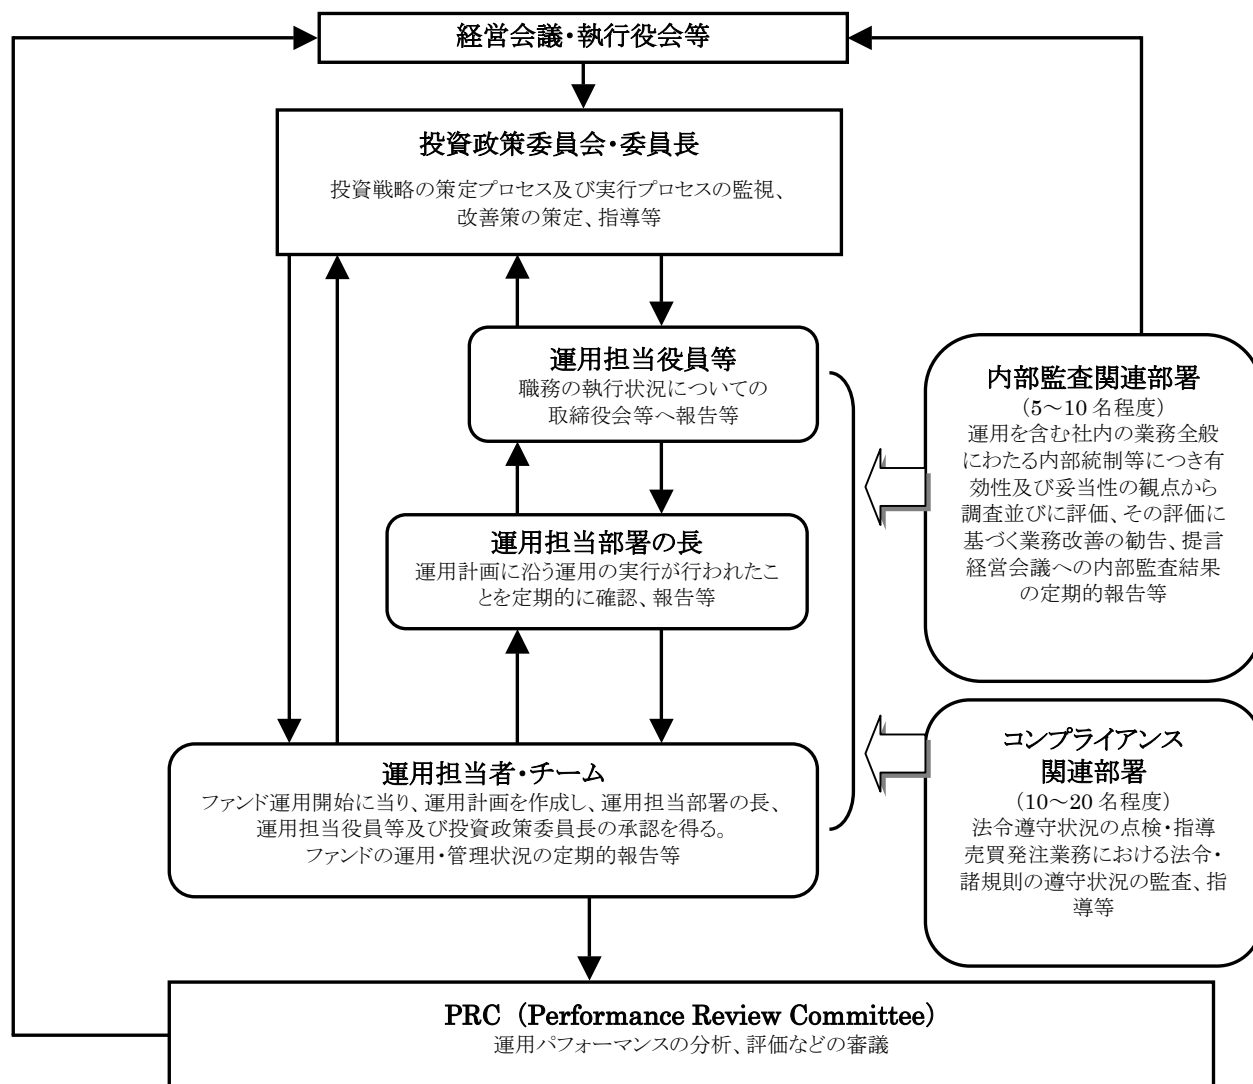 経営会議・執行役会等
投資政策委員会・委員長
投資戦略の策定プロセス及び実行プロセスの監視、
改善策の策定、指導等
運用担当役員等
職務の執行状況についての
取締役会等へ報告等
運用担当部署の長
運用計画に沿う運用の実行が行われたこ
とを定期的に確認、報告等
運用担当者・チーム
ファンド運用開始に当り、運用計画を作成し、運用担当部署の長、
運用担当役員等及び投資政策委員長の承認を得る。
ファンドの運用・管理状況の定期的報告等
内部監査関連部署
（5～10 名程度）
運用を含む社内の業務全般
にわたる内部統制等につき有
効性及び妥当性の観点から
調査並びに評価、その評価に
基づく業務改善の勧告、提言
経営会議への内部監査結果
の定期的報告等
コンプライアンス
関連部署
（10～20 名程度）
法令遵守状況の点検・指導
売買発注業務における法令・
諸規則の遵守状況の監査、指
導等
PRC（Performance Review Committee）
運用パフォーマンスの分析、評価などの審議